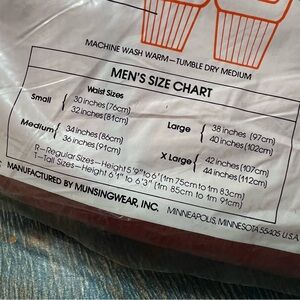 MACHINE WASH WARM—TUMBLE DRY MEDIUM
MEN'S SIZE CHART
Waist Sizes
Small { 30 inches (76cm)
32 inches (81cm)
Medium { 34 inches (86cm)
36 inches (91cm)
Large { 38 inches (97cm)
40 inches (102cm)
X Large { 42 inches (107cm)
44 inches (112cm)
R—Regular Sizes—Height 5'9" to 6' (1m 75cm to 1m 83cm)
T—Tall Sizes—Height 6'1" to 6'3" (1m 85cm to 1m 91cm)
MANUFACTURED BY MUNSINGWEAR, INC. MINNEAPOLIS, MINNESOTA 55405 U.S.A.